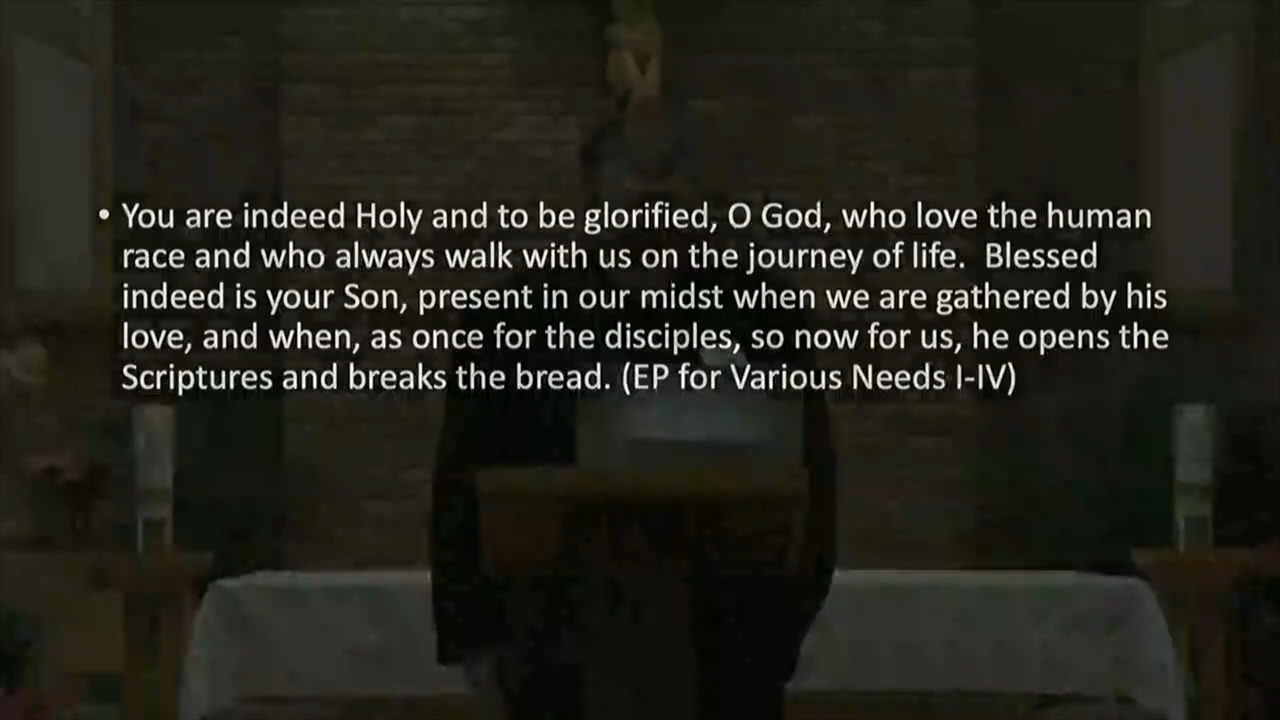 • You are indeed Holy and to be glorified, O God, who love the human
race and who always walk with us on the journey of life.  Blessed
indeed is your Son, present in our midst when we are gathered by his
love, and when, as once for the disciples, so now for us, he opens the
Scriptures and breaks the bread. (EP for Various Needs I-IV)